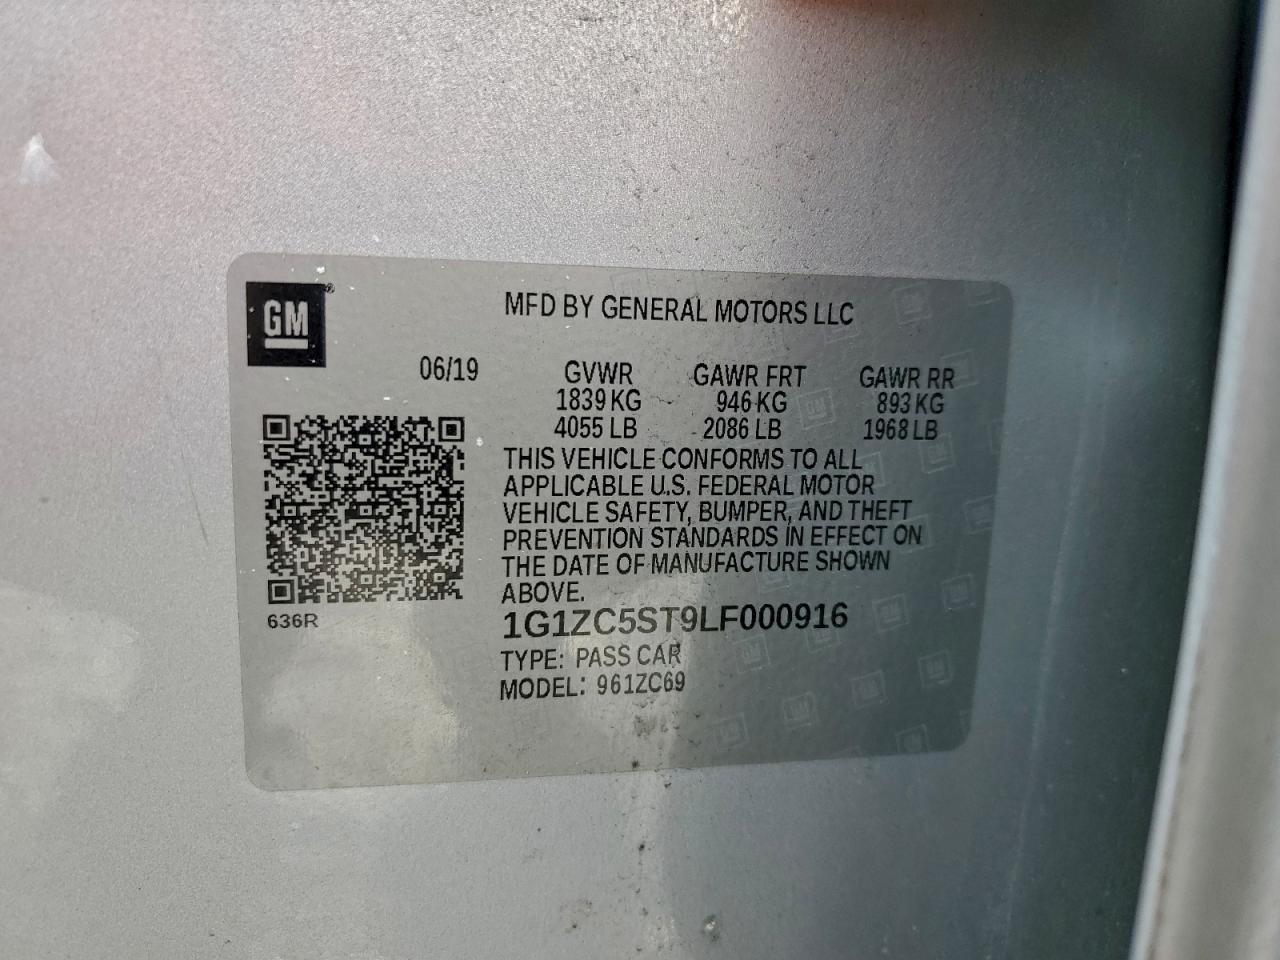 GM®
MFD BY GENERAL MOTORS LLC
06/19 GVWR GAWR FRT GAWR RR
1839 KG 946 KG 893 KG
4055 LB 2086 LB 1968 LB
THIS VEHICLE CONFORMS TO ALL
APPLICABLE U.S. FEDERAL MOTOR
VEHICLE SAFETY, BUMPER, AND THEFT
PREVENTION STANDARDS IN EFFECT ON
THE DATE OF MANUFACTURE SHOWN
ABOVE.
636R
1G1ZC5ST9LF000916
TYPE: PASS CAR
MODEL: 961ZC69